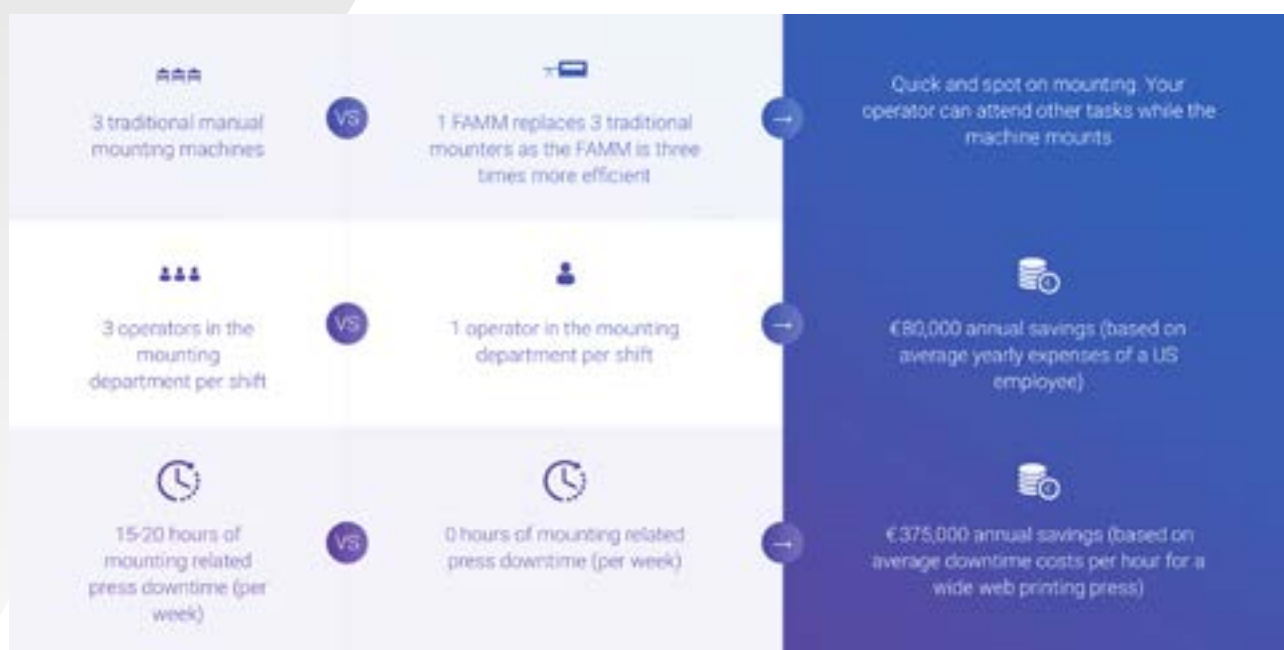 3 traditional manual
mounting machines
VS
1 FAMM replaces 3 traditional
mounters as the FAMM is three
times more efficient
→
Quick and spot on mounting. Your
operator can attend other tasks while the
machine mounts
3 operators in the
mounting
department per shift
VS
1 operator in the mounting
department per shift
→
€80,000 annual savings (based on
average yearly expenses of a US
employee)
15-20 hours of
mounting related
press downtime (per
week)
VS
0 hours of mounting related
press downtime (per week)
→
€375,000 annual savings (based on
average downtime costs per hour for a
wide web printing press)